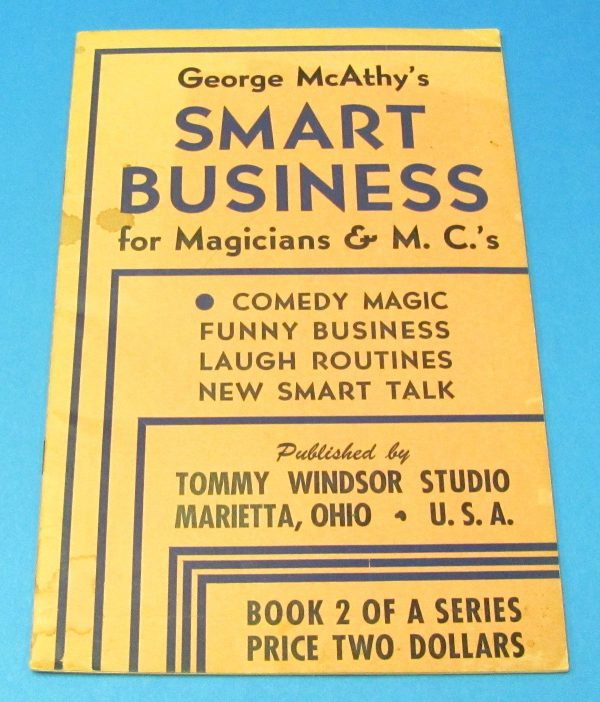 George McAthy's
SMART
BUSINESS
for Magicians & M. C.'s
● COMEDY MAGIC
FUNNY BUSINESS
LAUGH ROUTINES
NEW SMART TALK
Published by
TOMMY WINDSOR STUDIO
MARIETTA, OHIO • U. S. A.
BOOK 2 OF A SERIES
PRICE TWO DOLLARS